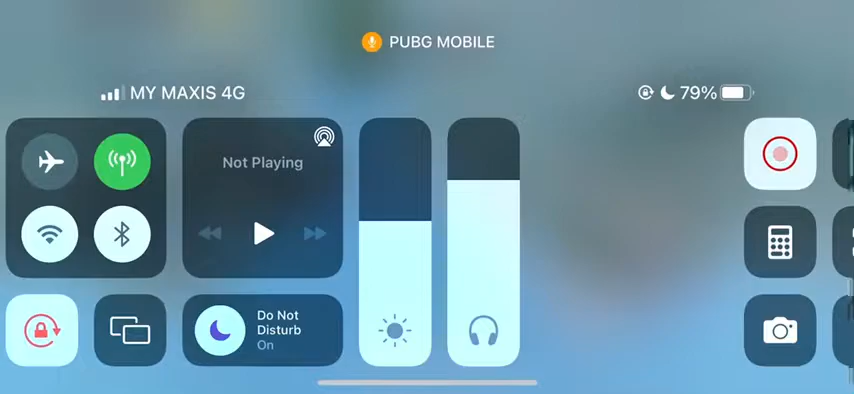 PUBG MOBILE
MY MAXIS 4G
79%
Not Playing
Do Not
Disturb
On